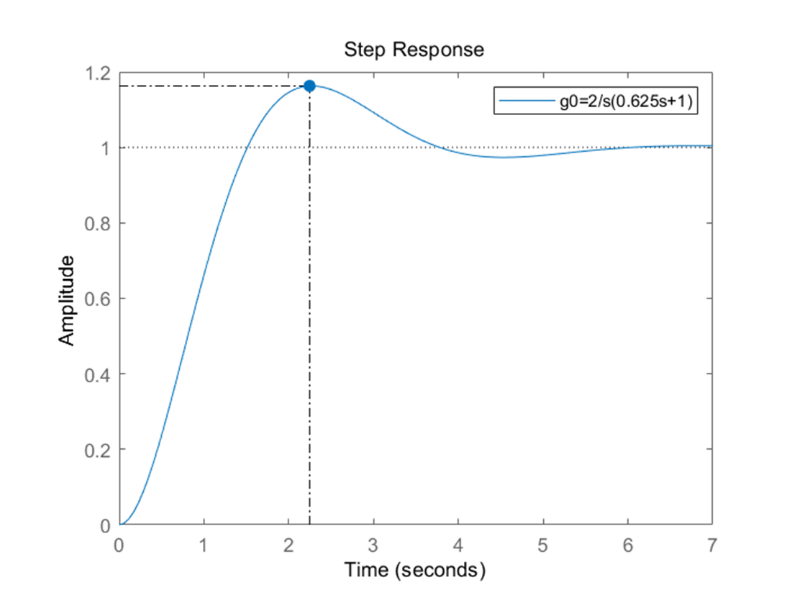 Step Response
g0=2/s(0.625s+1)
Amplitude
1.2
1
0.8
0.6
0.4
0.2
0
0 1 2 3 4 5 6 7
Time (seconds)